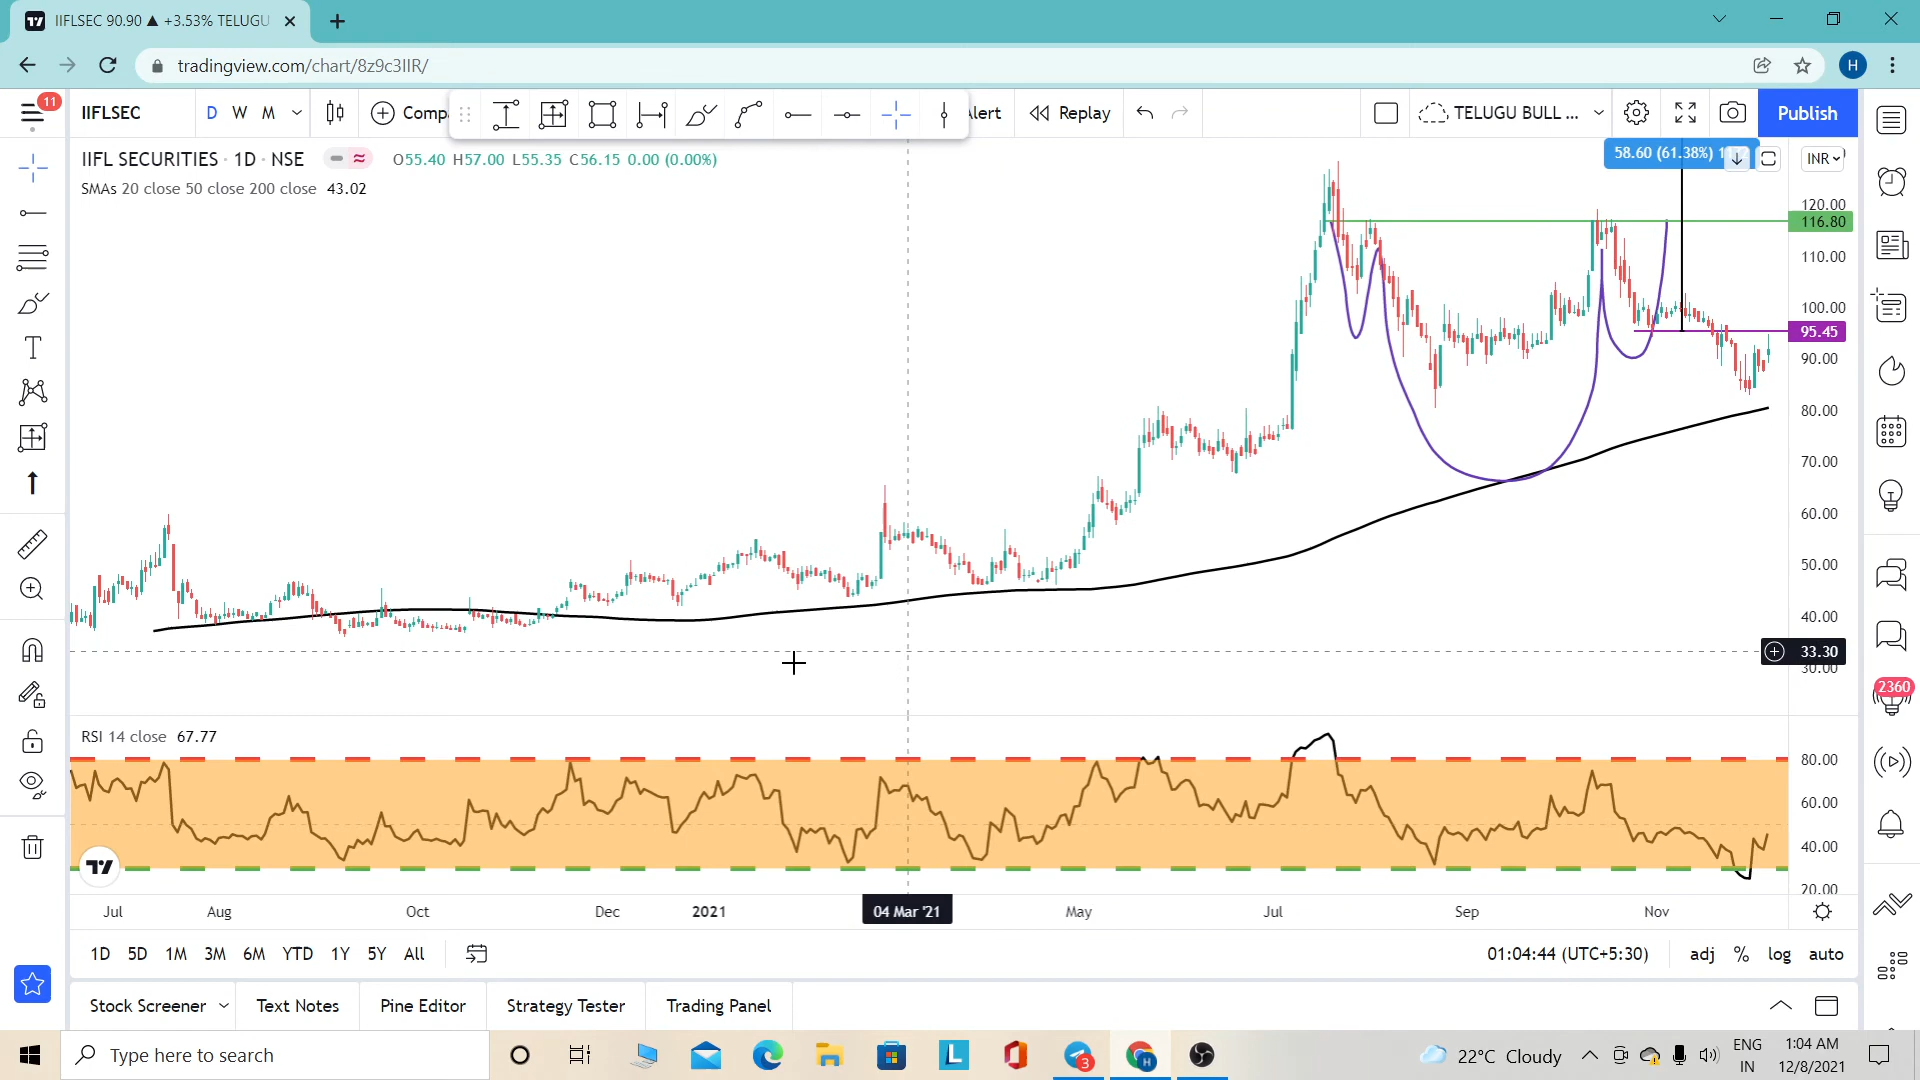 IIFLSEC 90.90 ▲ +3.53% TELUGU
tradingview.com/chart/8z9c3IIR/
H
11
IIFLSEC
D W M
Comp
lert
Replay
TELUGU BULL ...
Publish
IIFL SECURITIES · 1D · NSE
O55.40 H57.00 L55.35 C56.15 0.00 (0.00%)
SMAs 20 close 50 close 200 close 43.02
58.60 (61.38%)
INR
120.00
116.80
110.00
100.00
95.45
90.00
80.00
70.00
60.00
50.00
40.00
33.30
30.00
2360
RSI 14 close 67.77
80.00
60.00
40.00
20.00
Jul Aug Oct Dec 2021 04 Mar '21 May Jul Sep Nov
1D 5D 1M 3M 6M YTD 1Y 5Y All
01:04:44 (UTC+5:30)
adj % log auto
Stock Screener Text Notes Pine Editor Strategy Tester Trading Panel
Type here to search
L
3
H
22°C Cloudy
ENG
IN
1:04 AM
12/8/2021